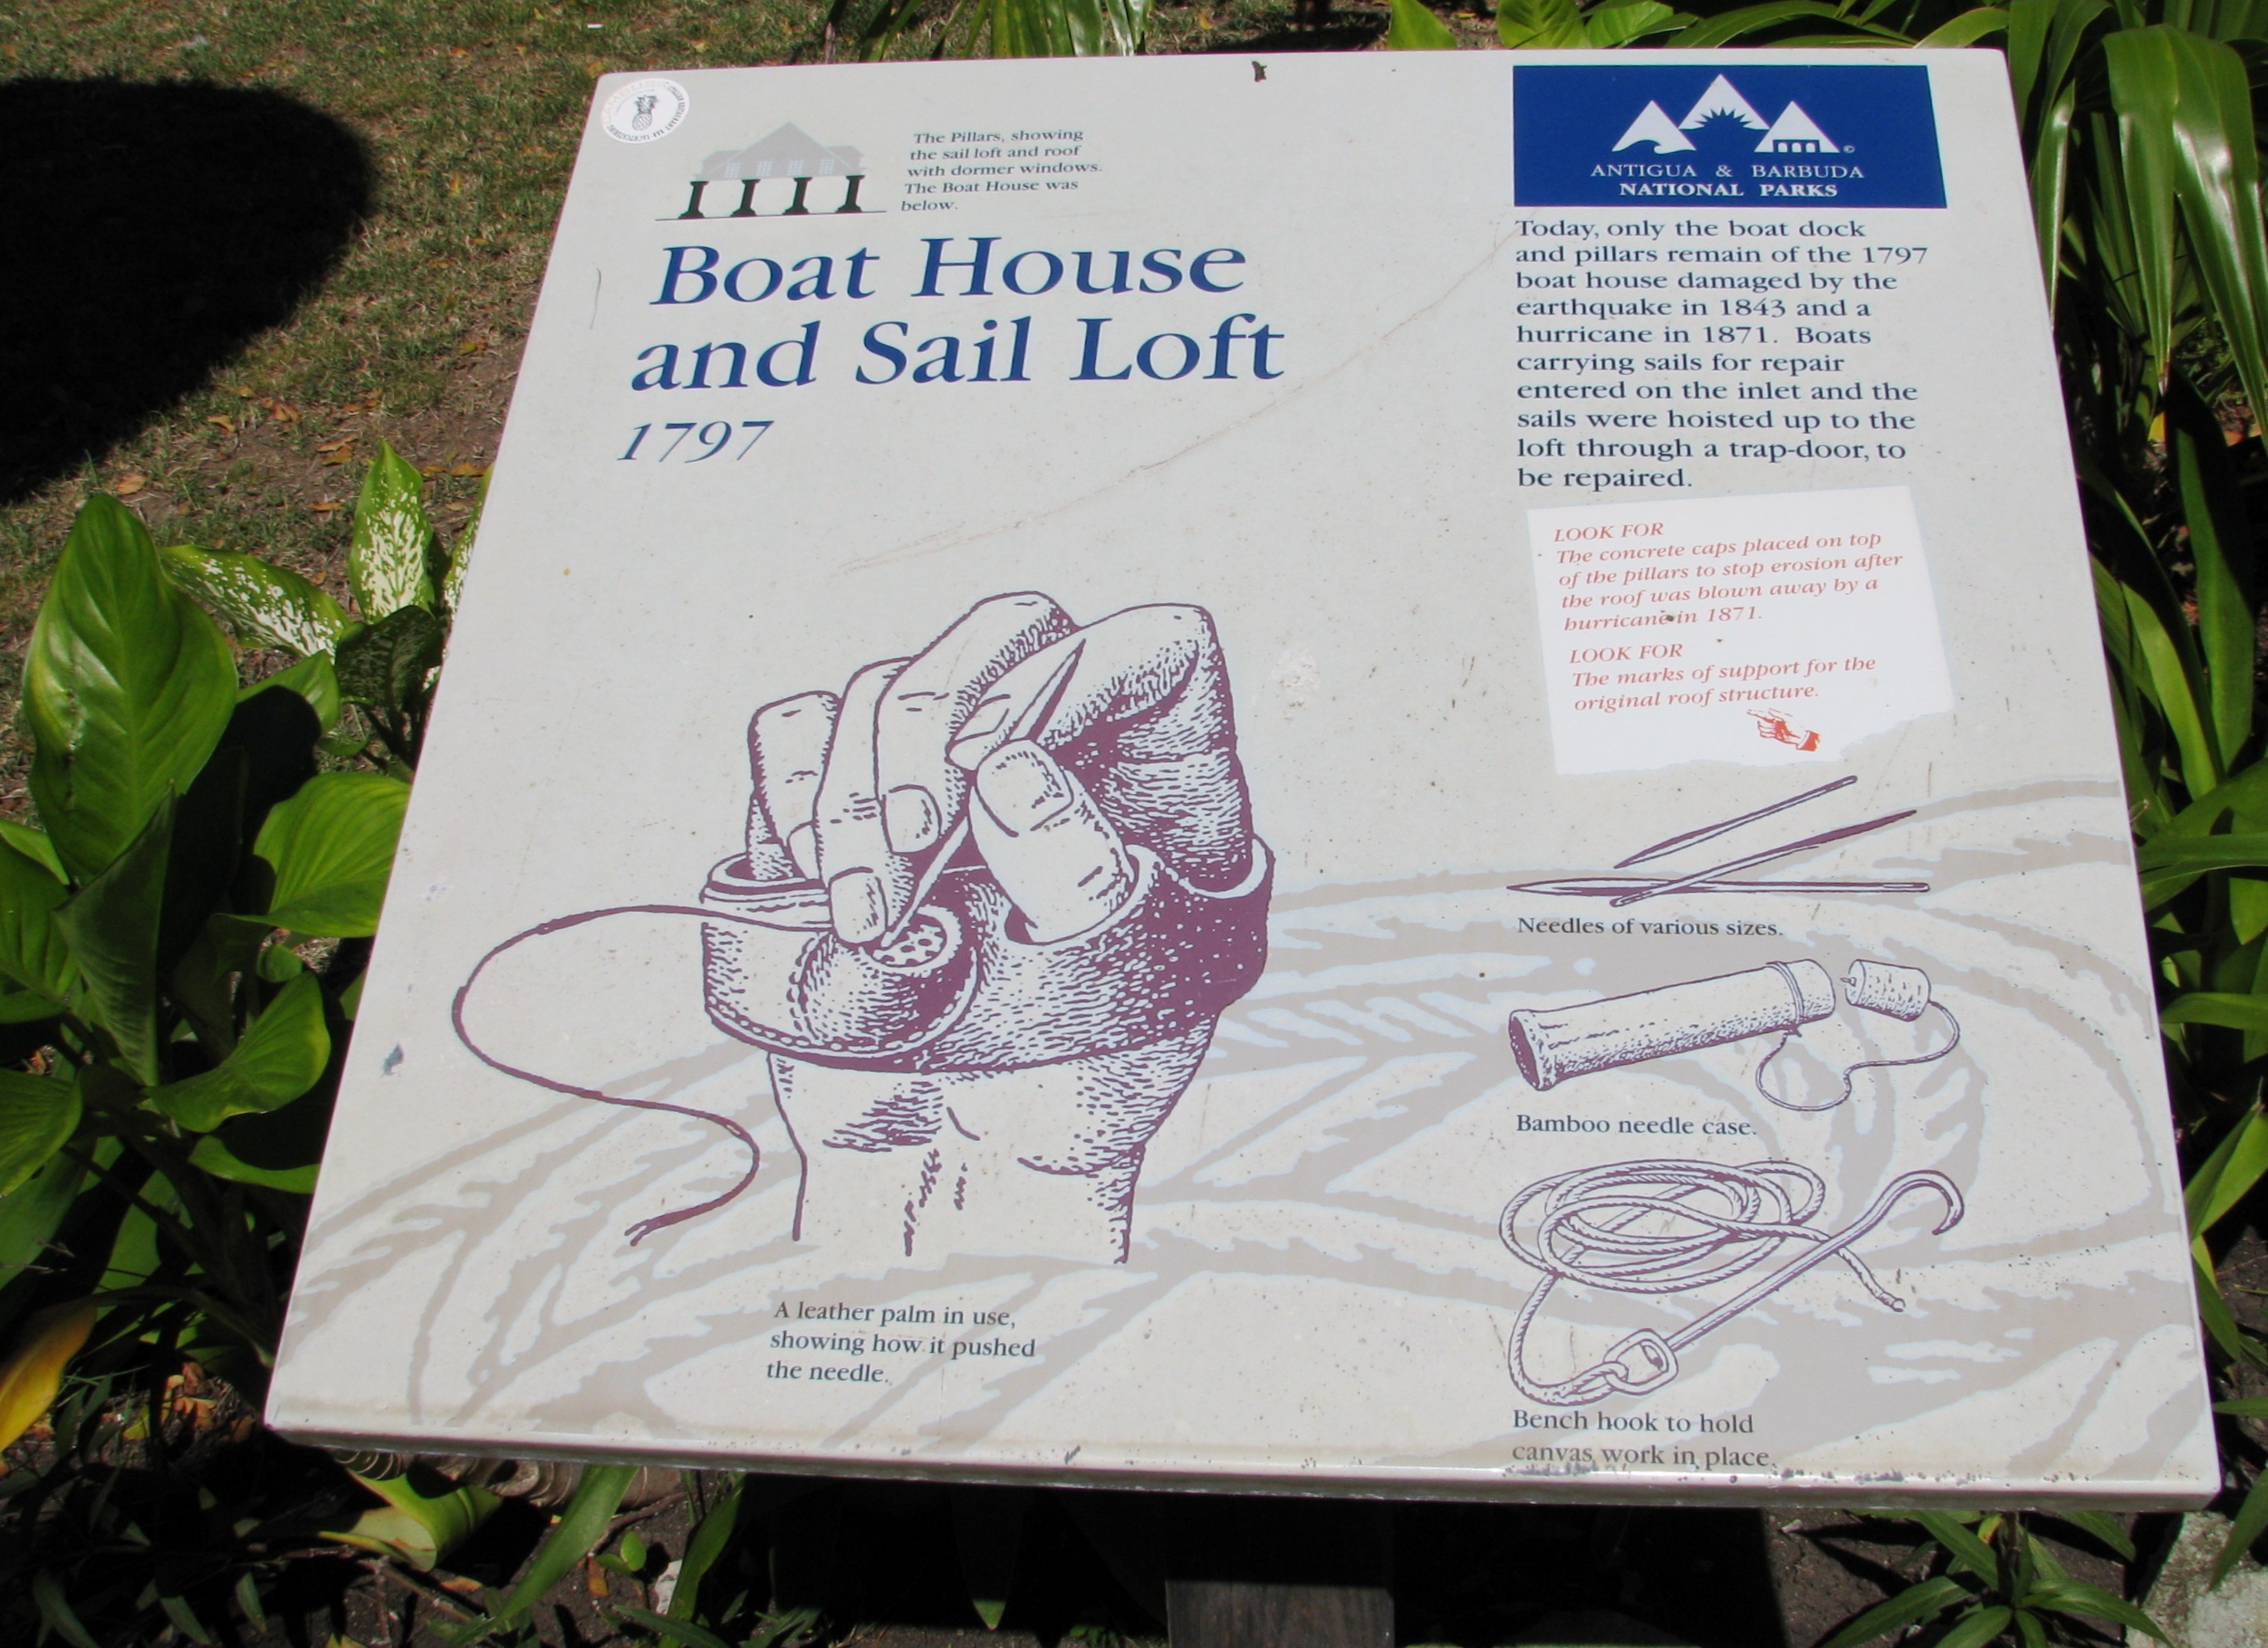 The Pillars, showing
the sail loft and roof
with dormer windows.
The Boat House was
below.
Boat House
and Sail Loft
1797
ANTIGUA & BARBUDA
NATIONAL PARKS
©
Today, only the boat dock
and pillars remain of the 1797
boat house damaged by the
earthquake in 1843 and a
hurricane in 1871. Boats
carrying sails for repair
entered on the inlet and the
sails were hoisted up to the
loft through a trap-door, to
be repaired.
LOOK FOR
The concrete caps placed on top
of the pillars to stop erosion after
the roof was blown away by a
hurricane in 1871.
LOOK FOR
The marks of support for the
original roof structure.
Needles of various sizes.
Bamboo needle case.
Bench hook to hold
canvas work in place.
A leather palm in use,
showing how it pushed
the needle.